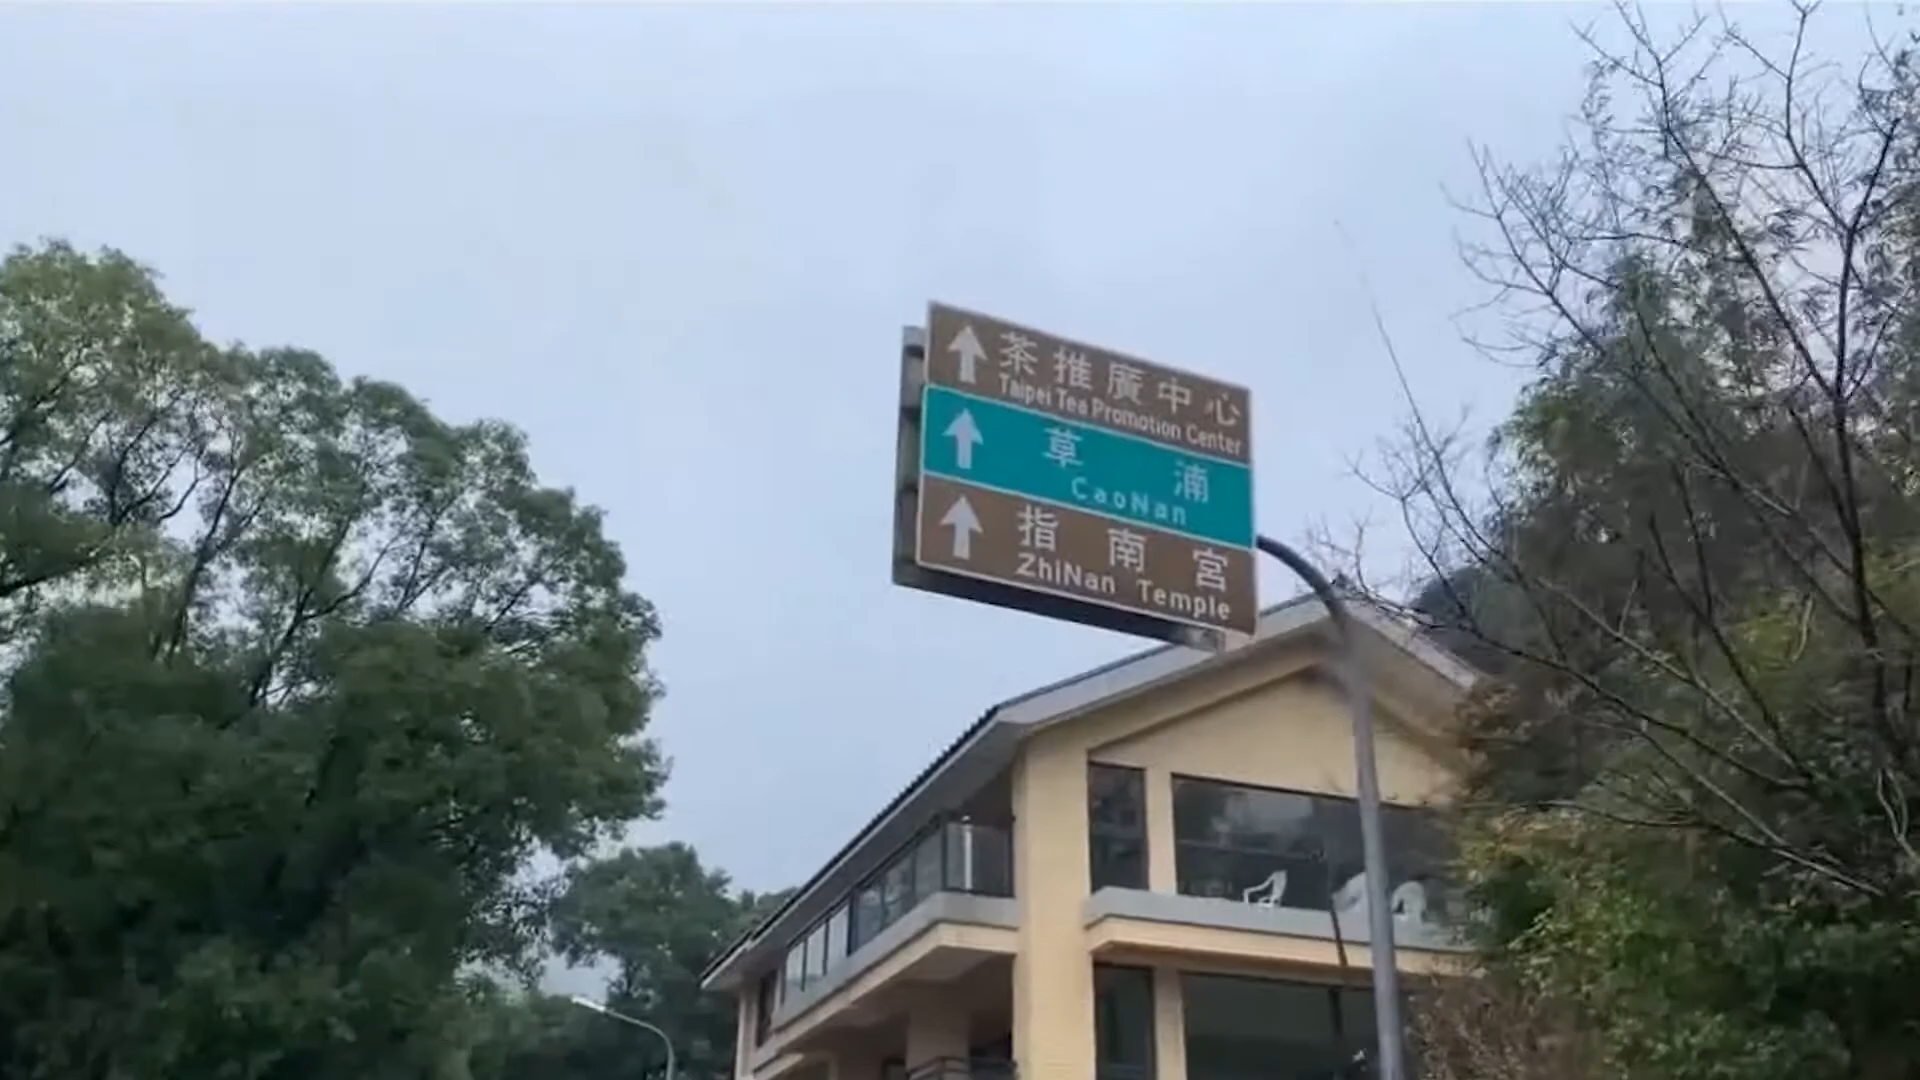 茶推廣中心
Taipei Tea Promotion Center
草湳
CaoNan
指南宮
ZhiNan Temple